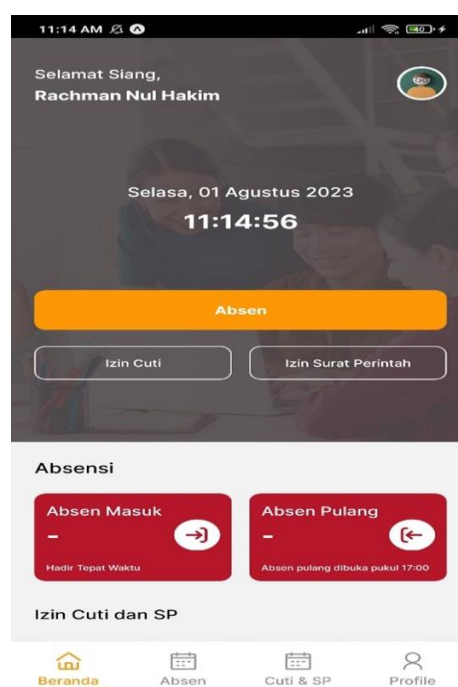 11:14 AM
40
Selamat Siang,
Rachman Nul Hakim
Selasa, 01 Agustus 2023
11:14:56
Absen
Izin Cuti
Izin Surat Perintah
Absensi
Absen Masuk
-
Hadir Tepat Waktu
Absen Pulang
-
Absen pulang dibuka pukul 17:00
Izin Cuti dan SP
Beranda
Absen
Cuti & SP
Profile